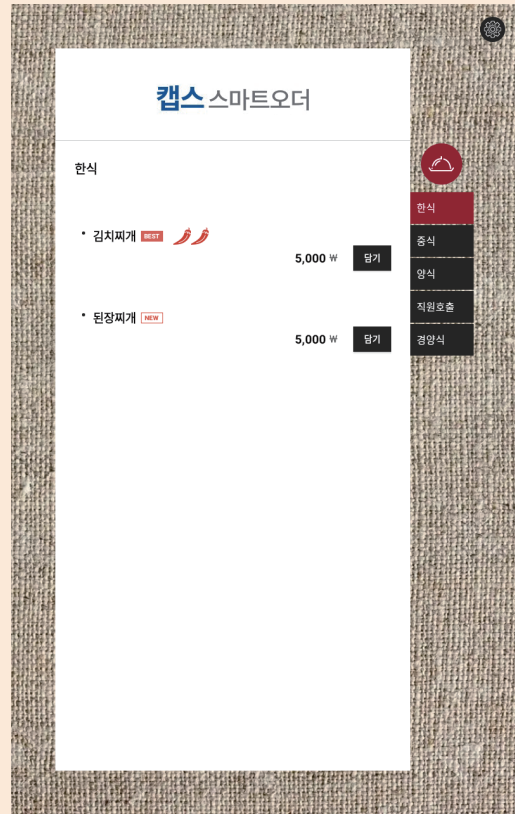 캡스 스마트오더
한식
김치찌개 BEST
5,000 ₩ 담기
된장찌개 NEW
5,000 ₩ 담기
한식
중식
양식
직원호출
경양식